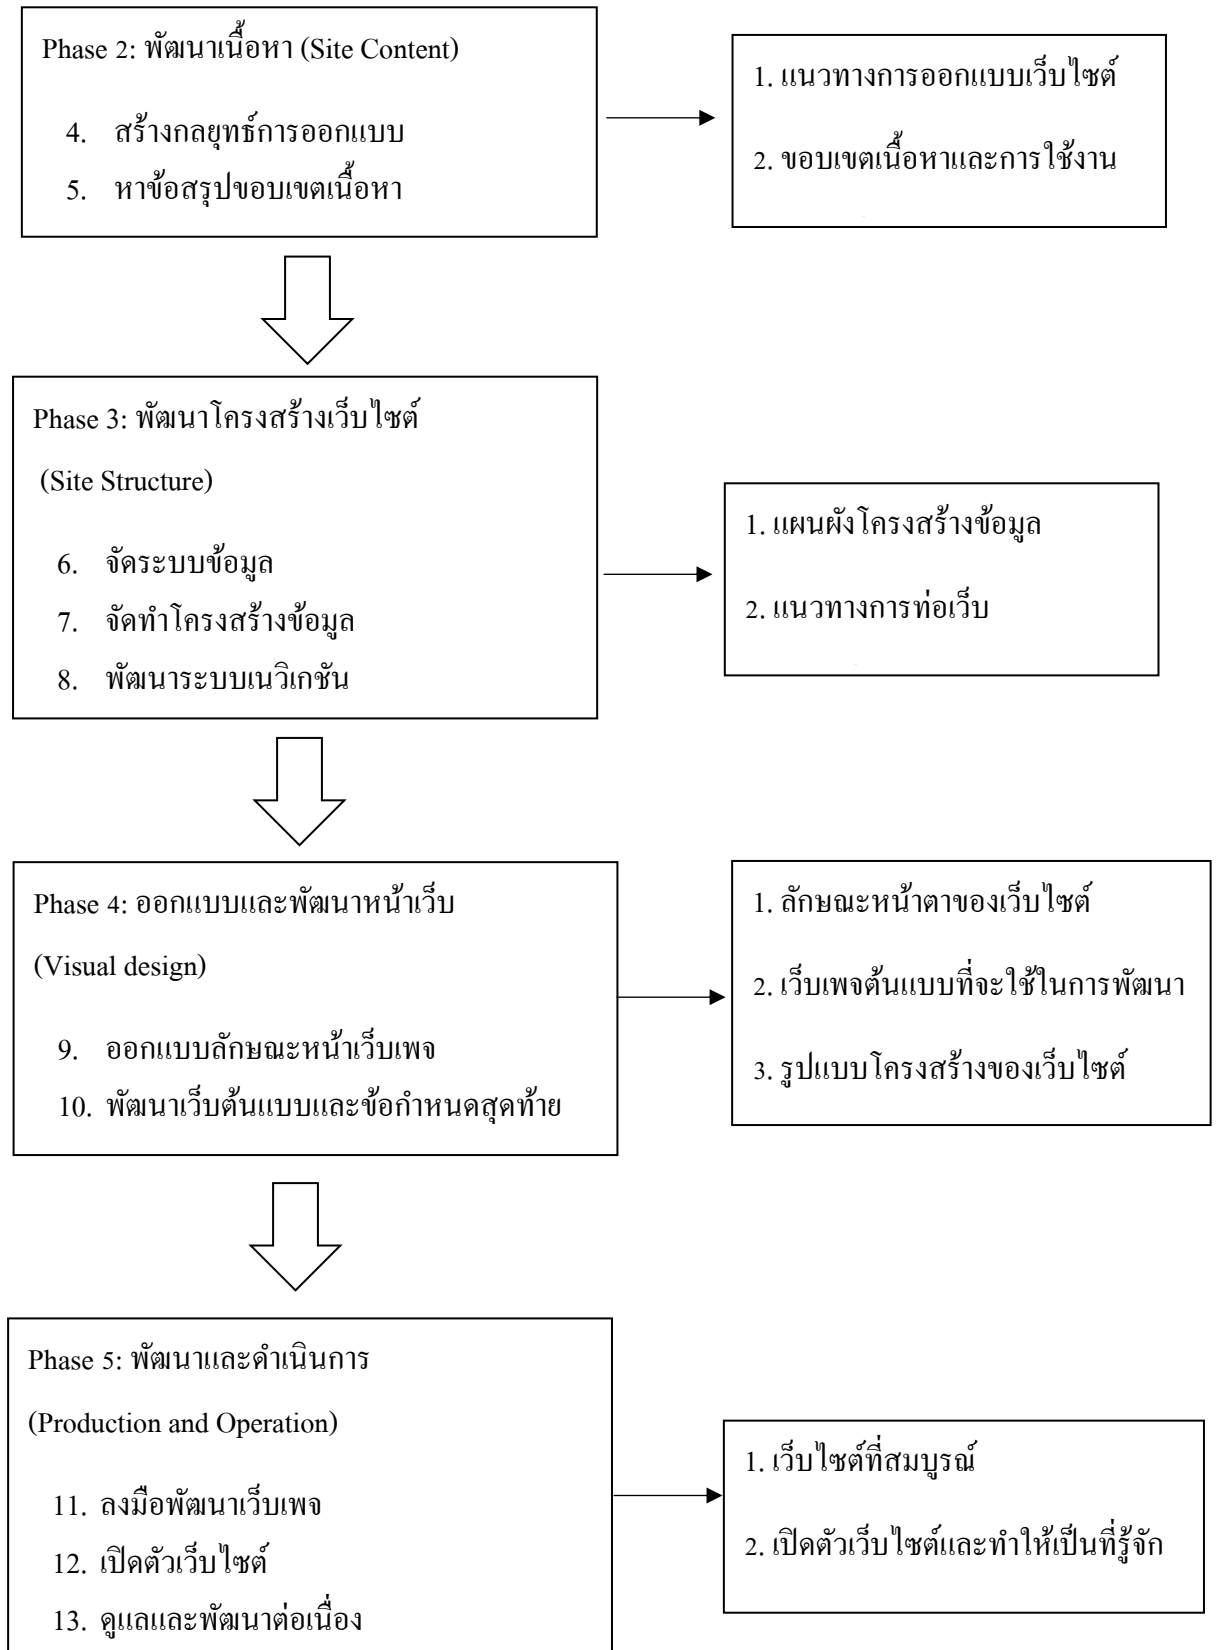 Phase 2: พัฒนาเนื้อหา (Site Content)
4. สร้างกลยุทธ์การออกแบบ
5. หาข้อสรุปขอบเขตเนื้อหา
1. แนวทางการออกแบบเว็บไซต์
2. ขอบเขตเนื้อหาและการใช้งาน
Phase 3: พัฒนาโครงสร้างเว็บไซต์
(Site Structure)
6. จัดระบบข้อมูล
7. จัดทำโครงสร้างข้อมูล
8. พัฒนาระบบเนวิเกชัน
1. แผนผังโครงสร้างข้อมูล
2. แนวทางการท่อเว็บ
Phase 4: ออกแบบและพัฒนาหน้าเว็บ
(Visual design)
9. ออกแบบลักษณะหน้าเว็บเพจ
10. พัฒนาเว็บต้นแบบและข้อกำหนดสุดท้าย
1. ลักษณะหน้าตาของเว็บไซต์
2. เว็บเพจต้นแบบที่จะใช้ในการพัฒนา
3. รูปแบบโครงสร้างของเว็บไซต์
Phase 5: พัฒนาและดำเนินการ
(Production and Operation)
11. ลงมือพัฒนาเว็บเพจ
12. เปิดตัวเว็บไซต์
13. ดูแลและพัฒนาต่อเนื่อง
1. เว็บไซต์ที่สมบูรณ์
2. เปิดตัวเว็บไซต์และทำให้เป็นที่รู้จัก